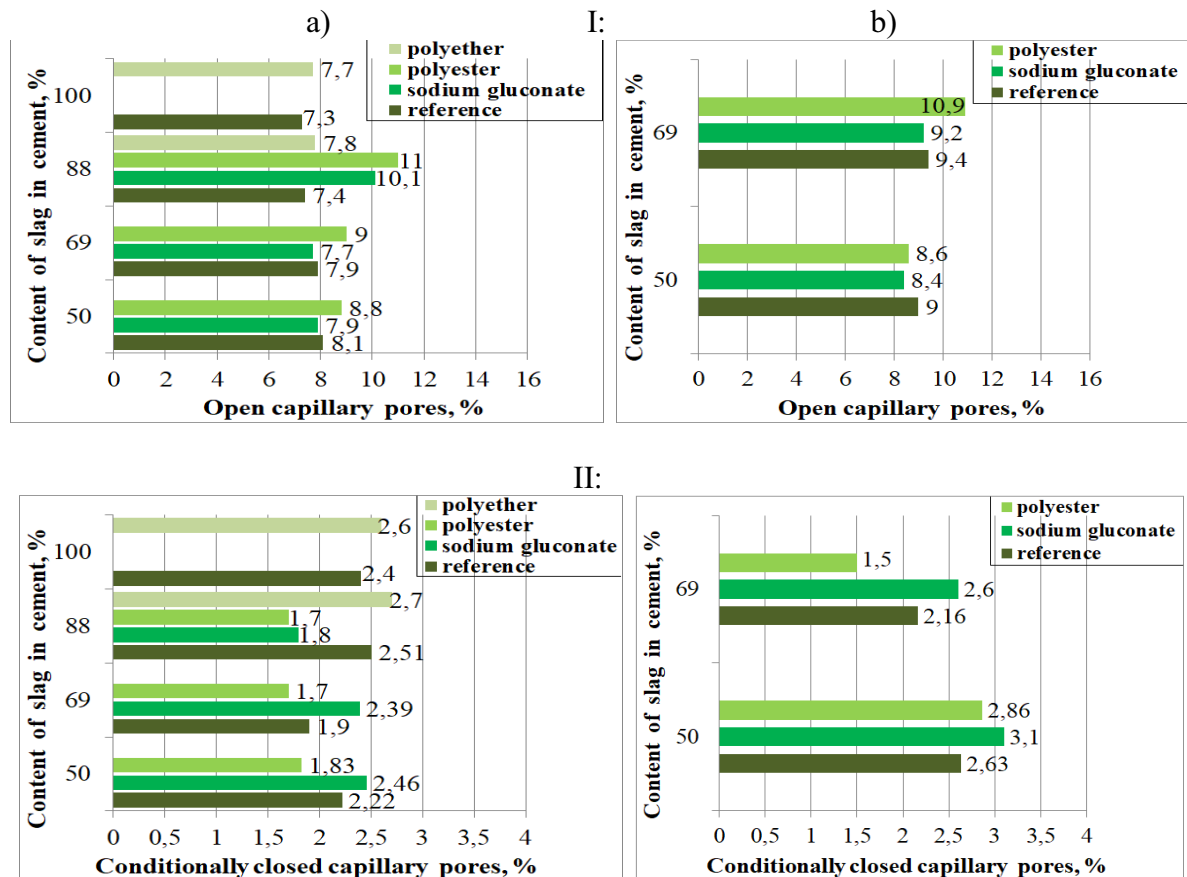 a) I: b)
polyether
polyester
sodium gluconate
reference
Content of slag in cement, %
100
7,7
7,3
88
7,8
11
10,1
7,4
69
9
7,7
7,9
50
8,8
7,9
8,1
0 2 4 6 8 10 12 14 16
Open capillary pores, %
polyester
sodium gluconate
reference
Content of slag in cement, %
69
10,9
9,2
9,4
50
8,6
8,4
9
0 2 4 6 8 10 12 14 16
Open capillary pores, %
II:
polyether
polyester
sodium gluconate
reference
Content of slag in cement, %
100
2,6
2,4
88
2,7
1,7
1,8
2,51
69
1,7
2,39
1,9
50
1,83
2,46
2,22
0 0,5 1 1,5 2 2,5 3 3,5 4
Conditionally closed capillary pores, %
polyester
sodium gluconate
reference
Content of slag in cement, %
69
1,5
2,6
2,16
50
2,86
3,1
2,63
0 0,5 1 1,5 2 2,5 3 3,5 4
Conditionally closed capillary pores, %